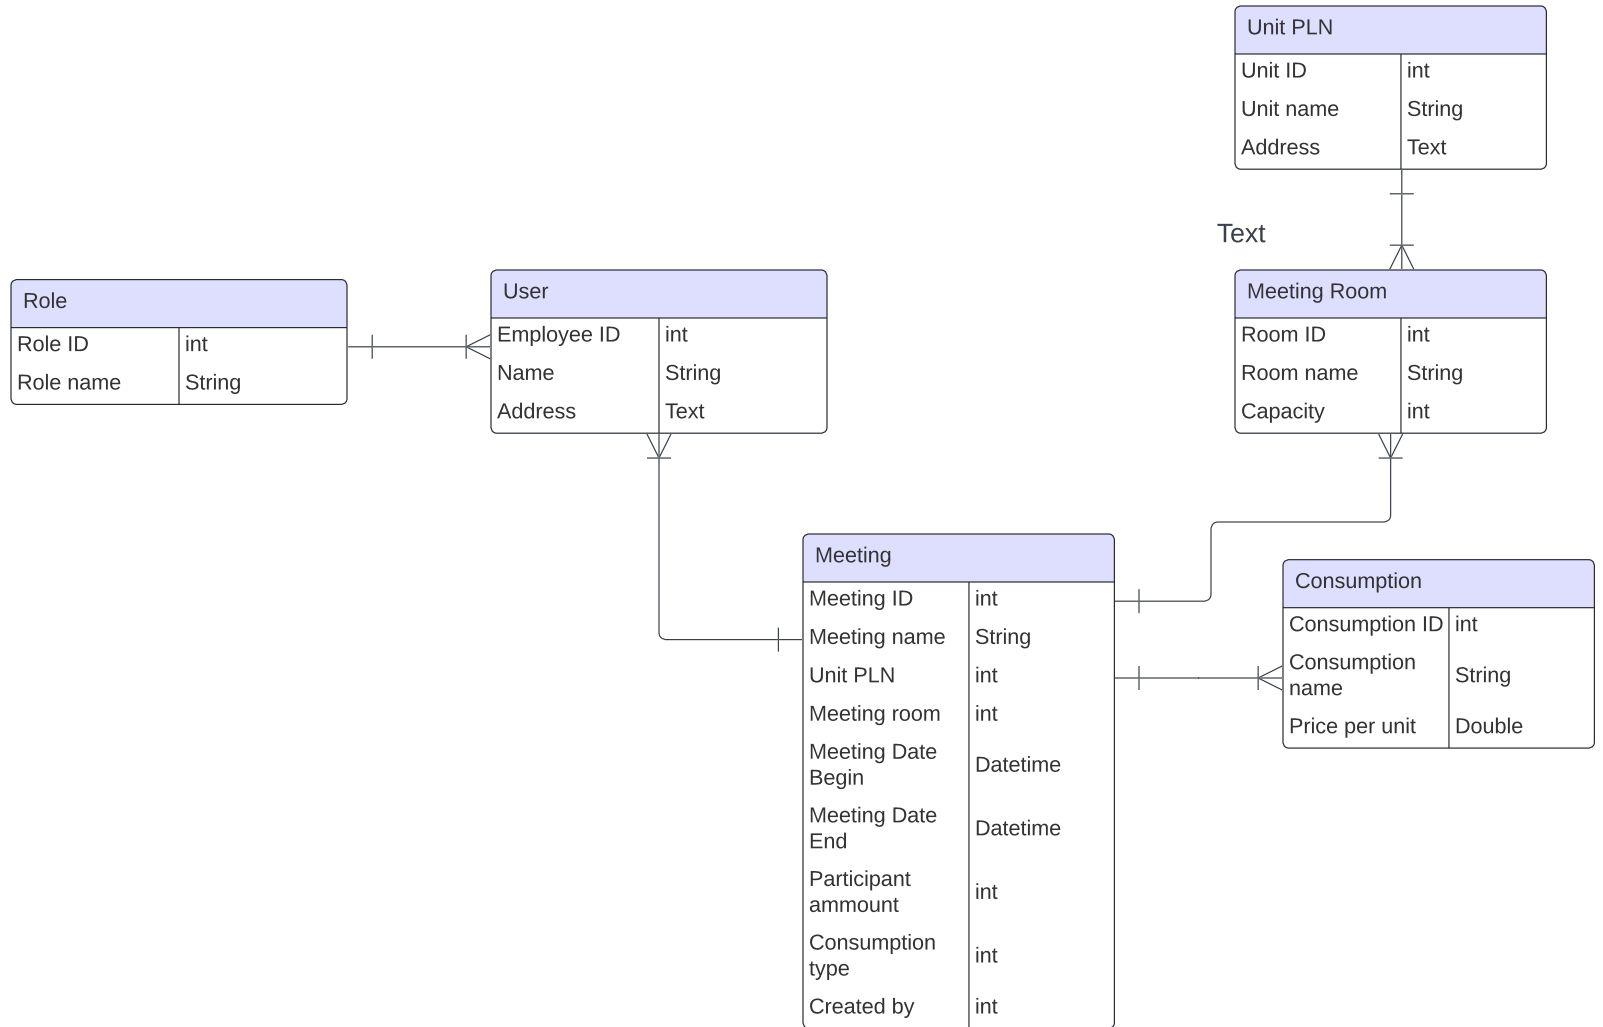 Unit PLN
Unit ID int
Unit name String
Address Text
Text
Role
Role ID int
Role name String
User
Employee ID int
Name String
Address Text
Meeting Room
Room ID int
Room name String
Capacity int
Meeting
Meeting ID int
Meeting name String
Unit PLN int
Meeting room int
Meeting Date
Begin
Datetime
Meeting Date
End
Datetime
Participant
ammount
int
Consumption
type
int
Created by int
Consumption
Consumption ID int
Consumption
name
String
Price per unit Double